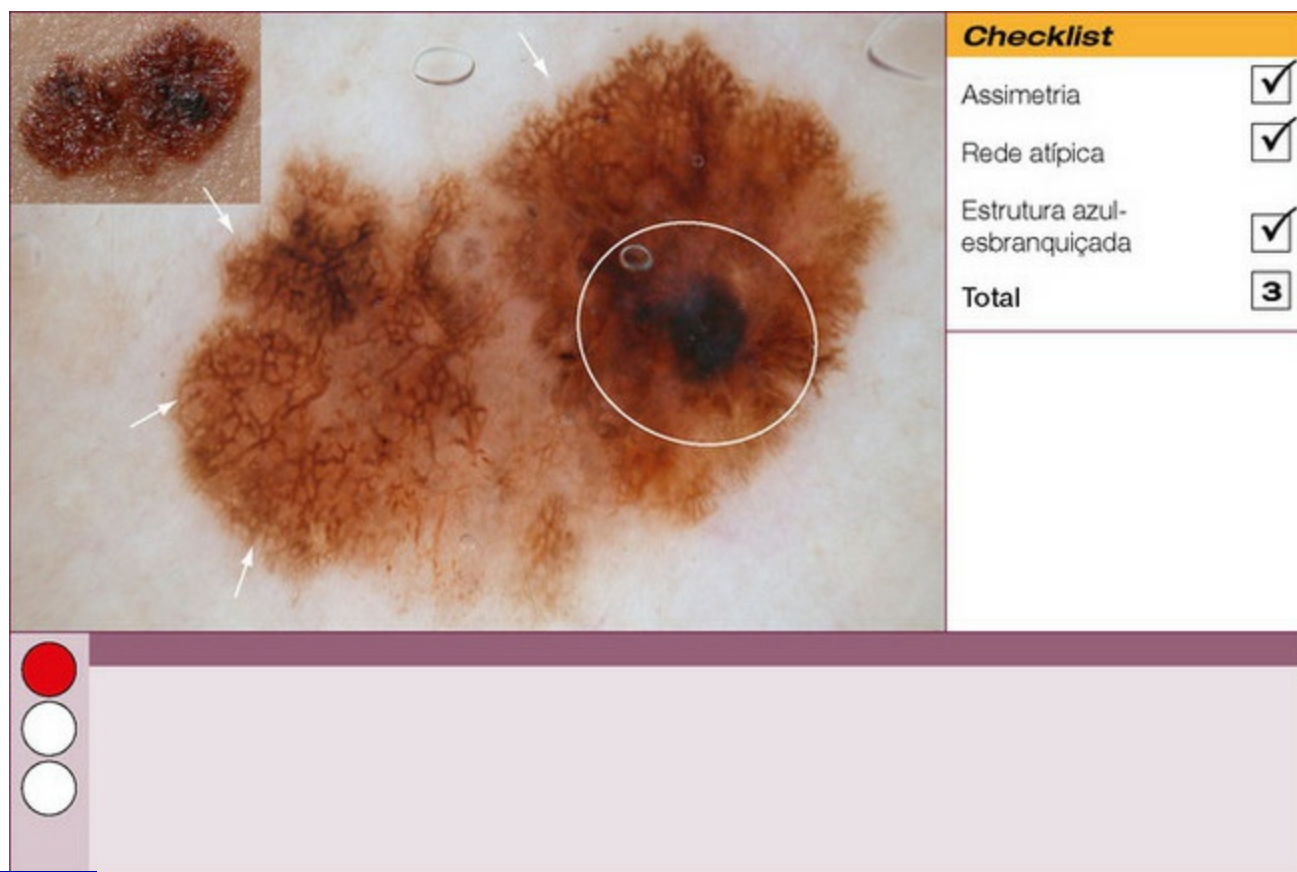 Checklist
Assimetria
Rede atípica
Estrutura azul-
esbranquiçada
Total 3